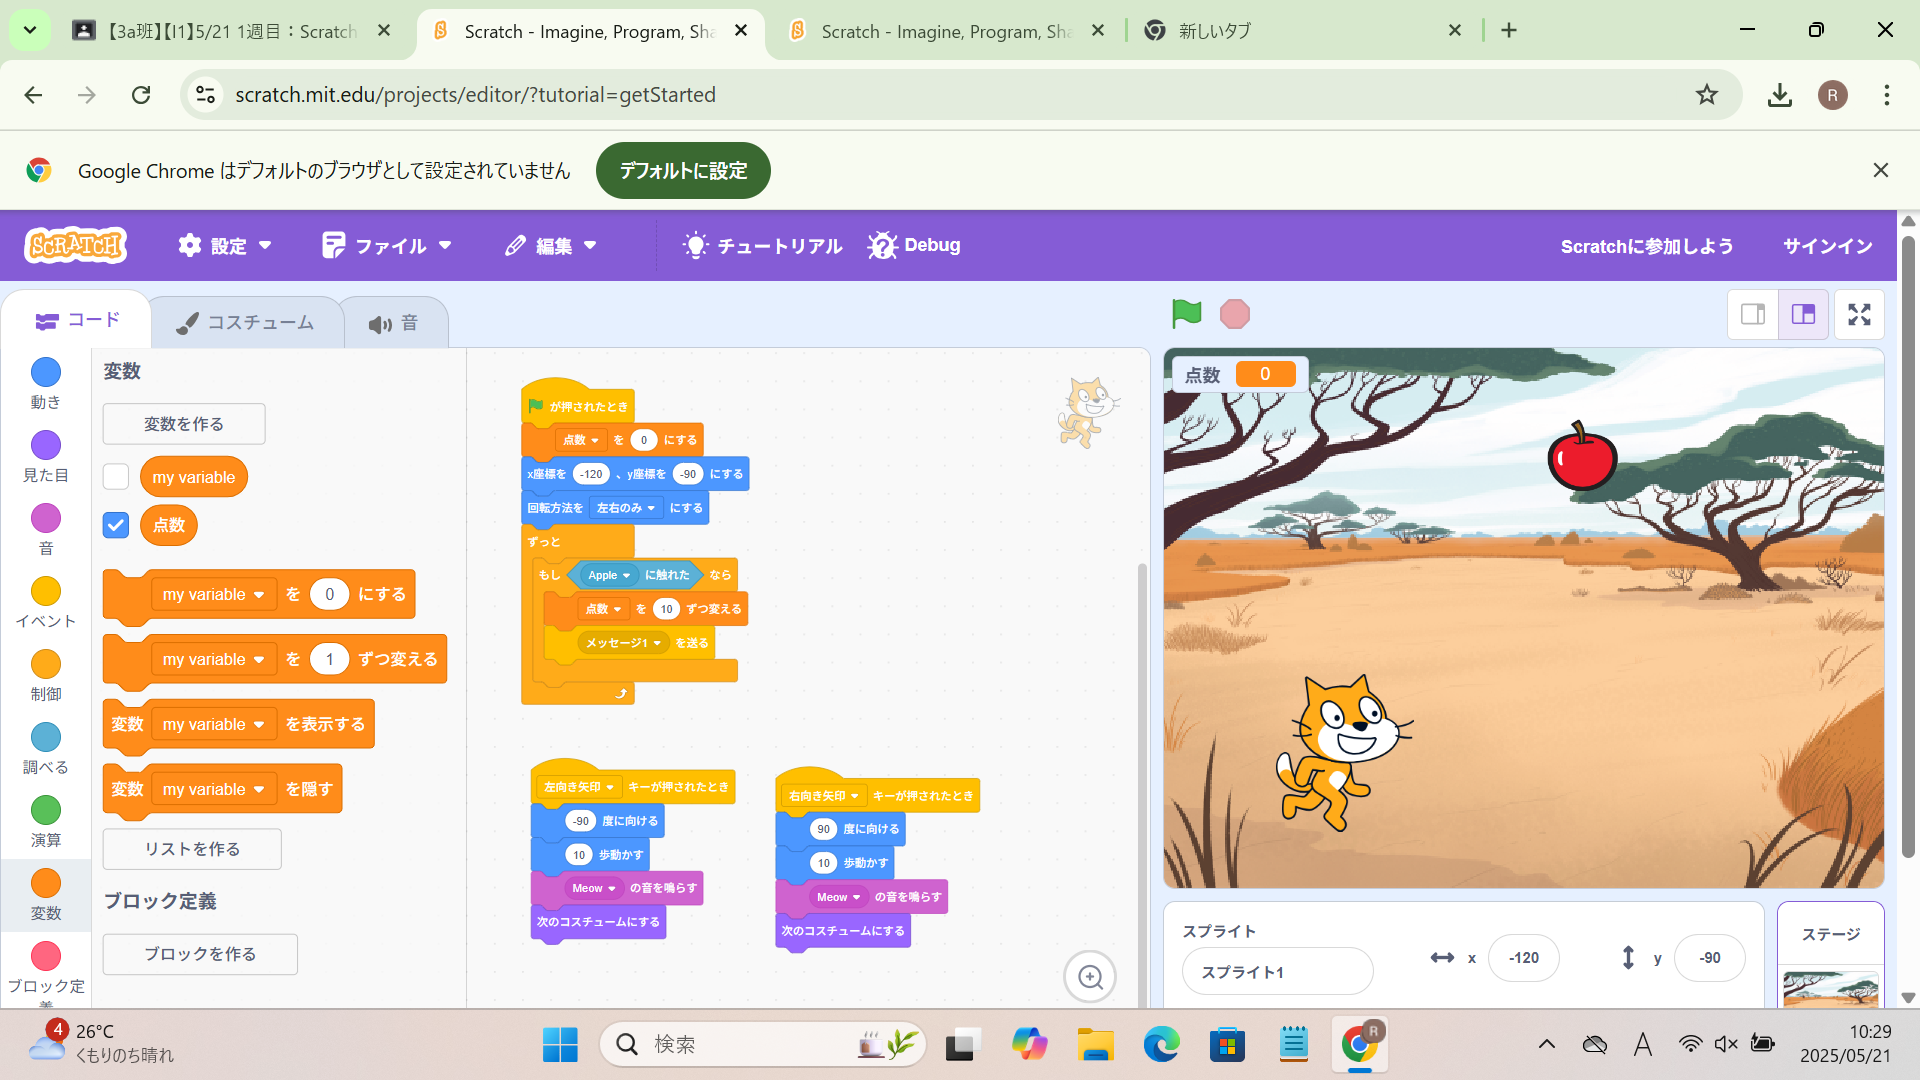 【3a班】【I1】5/21 1週目:Scratch
Scratch - Imagine, Program, Sha
Scratch - Imagine, Program, Sha
新しいタブ
scratch.mit.edu/projects/editor/?tutorial=getStarted
R
Google Chrome はデフォルトのブラウザとして設定されていません
デフォルトに設定
SCRATCH
設定
ファイル
編集
チュートリアル
Debug
Scratchに参加しよう
サインイン
コード
コスチューム
音
動き
見た目
音
イベント
制御
調べる
演算
変数
ブロック定義
変数
変数を作る
my variable
点数
my variable を 0 にする
my variable を 1 ずつ変える
変数 my variable を表示する
変数 my variable を隠す
リストを作る
ブロック定義
ブロックを作る
が押されたとき
点数 を 0 にする
x座標を -120 、y座標を -90 にする
回転方法を 左右のみ にする
ずっと
もし Apple に触れた なら
点数 を 10 ずつ変える
メッセージ1 を送る
左向き矢印 キーが押されたとき
-90 度に向ける
10 歩動かす
Meow の音を鳴らす
次のコスチュームにする
右向き矢印 キーが押されたとき
90 度に向ける
10 歩動かす
Meow の音を鳴らす
次のコスチュームにする
点数 0
スプライト
スプライト1
x -120
y -90
ステージ
4
26°C
くもりのち晴れ
検索
R
A
10:29
2025/05/21